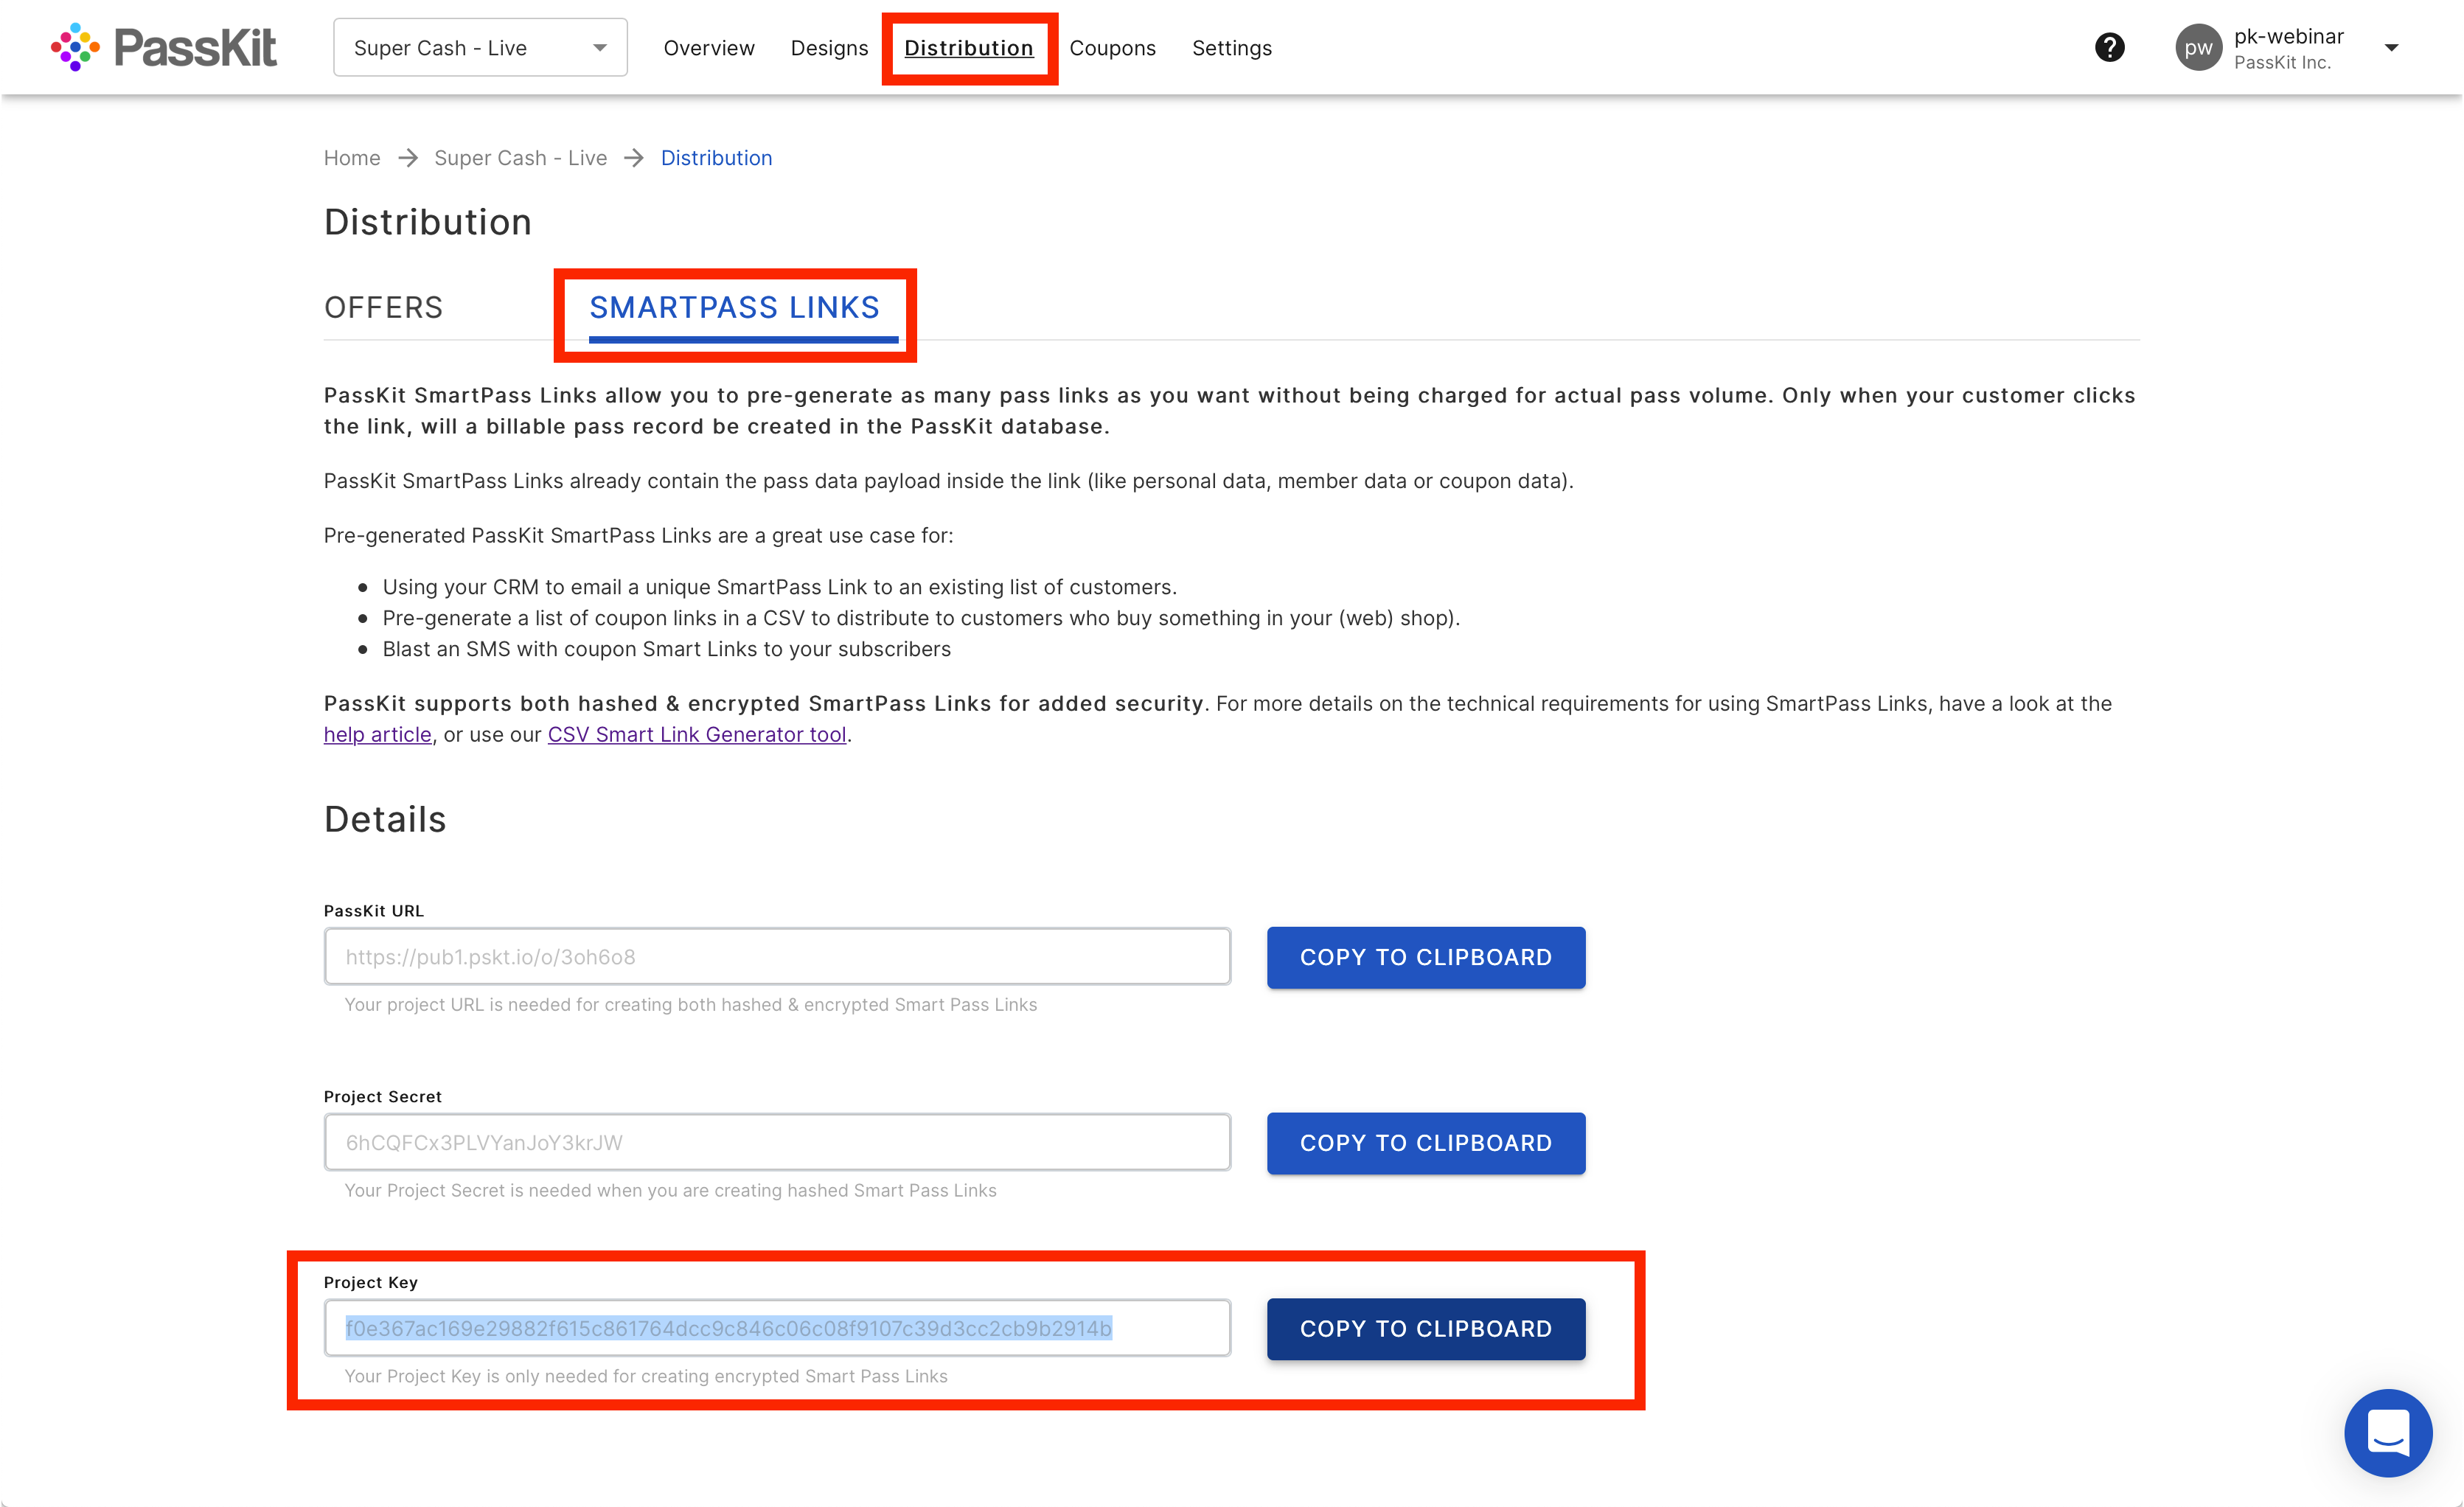 PassKit
Super Cash - Live
Overview
Designs
Distribution
Coupons
Settings
?
pw
pk-webinar
PassKit Inc.
Home → Super Cash - Live → Distribution
Distribution
OFFERS
SMARTPASS LINKS
PassKit SmartPass Links allow you to pre-generate as many pass links as you want without being charged for actual pass volume. Only when your customer clicks
the link, will a billable pass record be created in the PassKit database.
PassKit SmartPass Links already contain the pass data payload inside the link (like personal data, member data or coupon data).
Pre-generated PassKit SmartPass Links are a great use case for:
• Using your CRM to email a unique SmartPass Link to an existing list of customers.
• Pre-generate a list of coupon links in a CSV to distribute to customers who buy something in your (web) shop).
• Blast an SMS with coupon Smart Links to your subscribers
PassKit supports both hashed & encrypted SmartPass Links for added security. For more details on the technical requirements for using SmartPass Links, have a look at the
help article, or use our CSV Smart Link Generator tool.
Details
PassKit URL
https://pub1.pskt.io/o/3oh6o8
COPY TO CLIPBOARD
Your project URL is needed for creating both hashed & encrypted Smart Pass Links
Project Secret
6hCQFCx3PLVYanJoY3krJW
COPY TO CLIPBOARD
Your Project Secret is needed when you are creating hashed Smart Pass Links
Project Key
f0e367ac169e29882f615c861764dcc9c846c06c08f9107c39d3cc2cb9b2914b
COPY TO CLIPBOARD
Your Project Key is only needed for creating encrypted Smart Pass Links